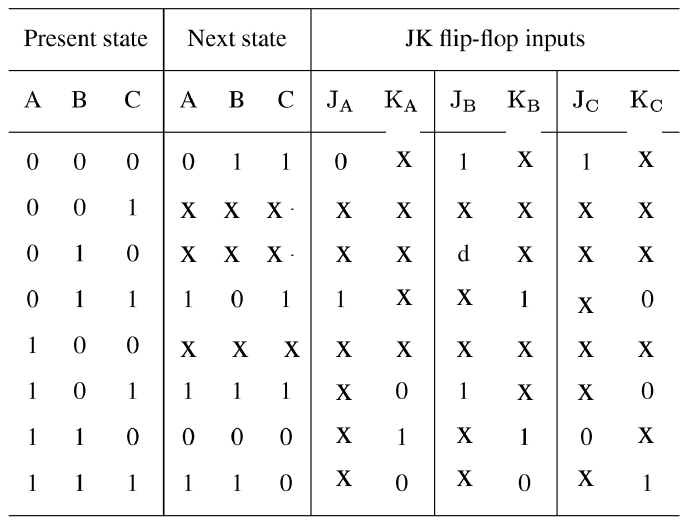 Present state Next state JK flip-flop inputs
A B C A B C J_A K_A J_B K_B J_C K_C
0 0 0 0 1 1 0 X 1 X 1 X
0 0 1 X X X X X X X X X
0 1 0 X X X X X d X X X
0 1 1 1 0 1 1 X X 1 X 0
1 0 0 X X X X X X X X X
1 0 1 1 1 1 X 0 1 X X 0
1 1 0 0 0 0 X 1 X 1 0 X
1 1 1 1 1 0 X 0 X 0 X 1